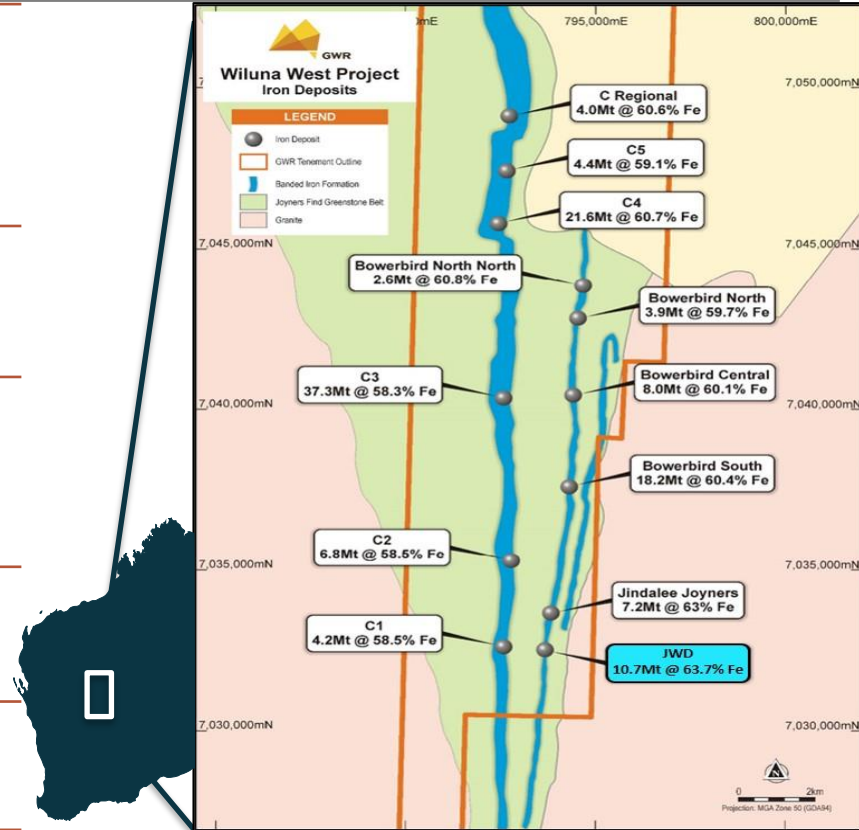 mE
795,000mE
800,000mE
GWR
Wiluna West Project
Iron Deposits
LEGEND
Iron Deposit
GWR Tenement Outline
Banded Iron Formation
Joyners Find Greenstone Belt
Granite
7,050,000mN
C Regional
4.0Mt @ 60.6% Fe
C5
4.4Mt @ 59.1% Fe
C4
21.6Mt @ 60.7% Fe
7,045,000mN
7,045,000mN
Bowerbird North North
2.6Mt @ 60.8% Fe
Bowerbird North
3.9Mt @ 59.7% Fe
C3
37.3Mt @ 58.3% Fe
Bowerbird Central
8.0Mt @ 60.1% Fe
7,040,000mN
7,040,000mN
Bowerbird South
18.2Mt @ 60.4% Fe
C2
6.8Mt @ 58.5% Fe
7,035,000mN
7,035,000mN
Jindalee Joyners
7.2Mt @ 63% Fe
C1
4.2Mt @ 58.5% Fe
JWD
10.7Mt @ 63.7% Fe
7,030,000mN
7,030,000mN
0 2km
Projection: MGA Zone 50 (GDA94)